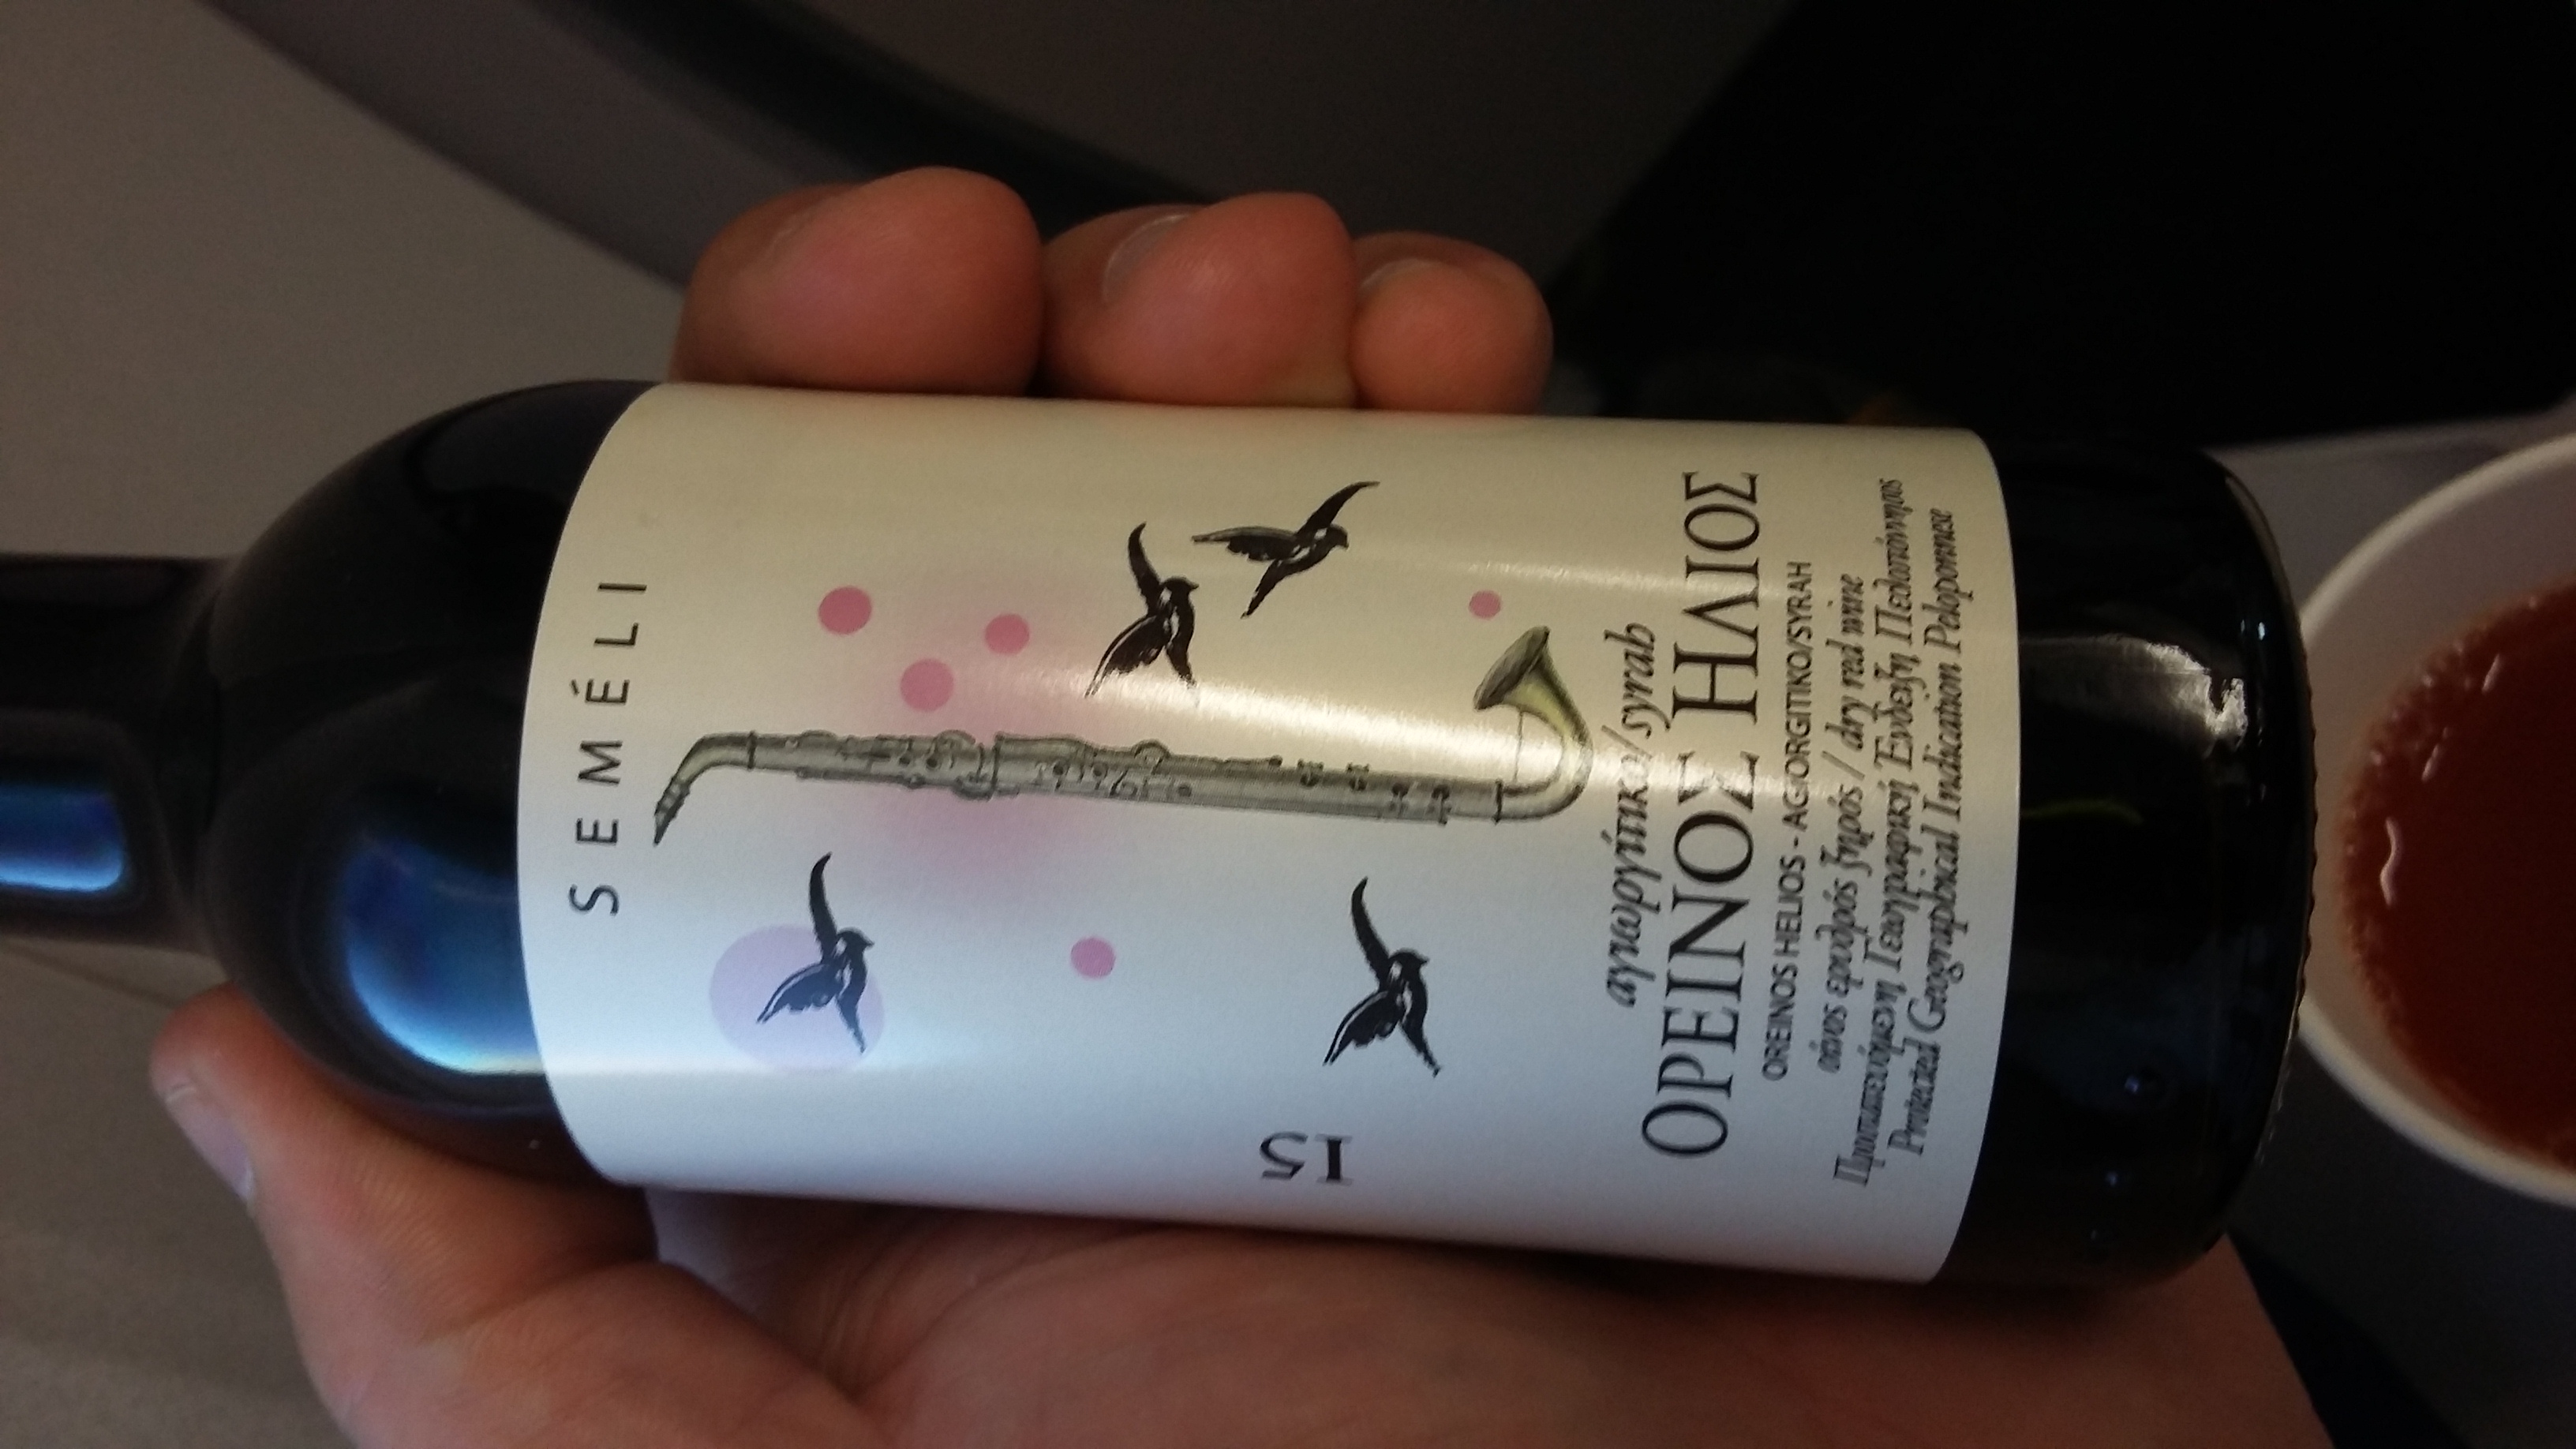 SEMÉLI
15
αγιωργίτικο/syrah
ΟΡΕΙΝΟΣ ΗΛΙΟΣ
OREINOS HELIOS - AGIORGITIKO/SYRAH
οίνος ερυθρός ξηρός / dry red wine
Προστατευόμενη Γεωγραφική Ένδειξη Πελοπόννησος
Protected Geographical Indication Peloponnese